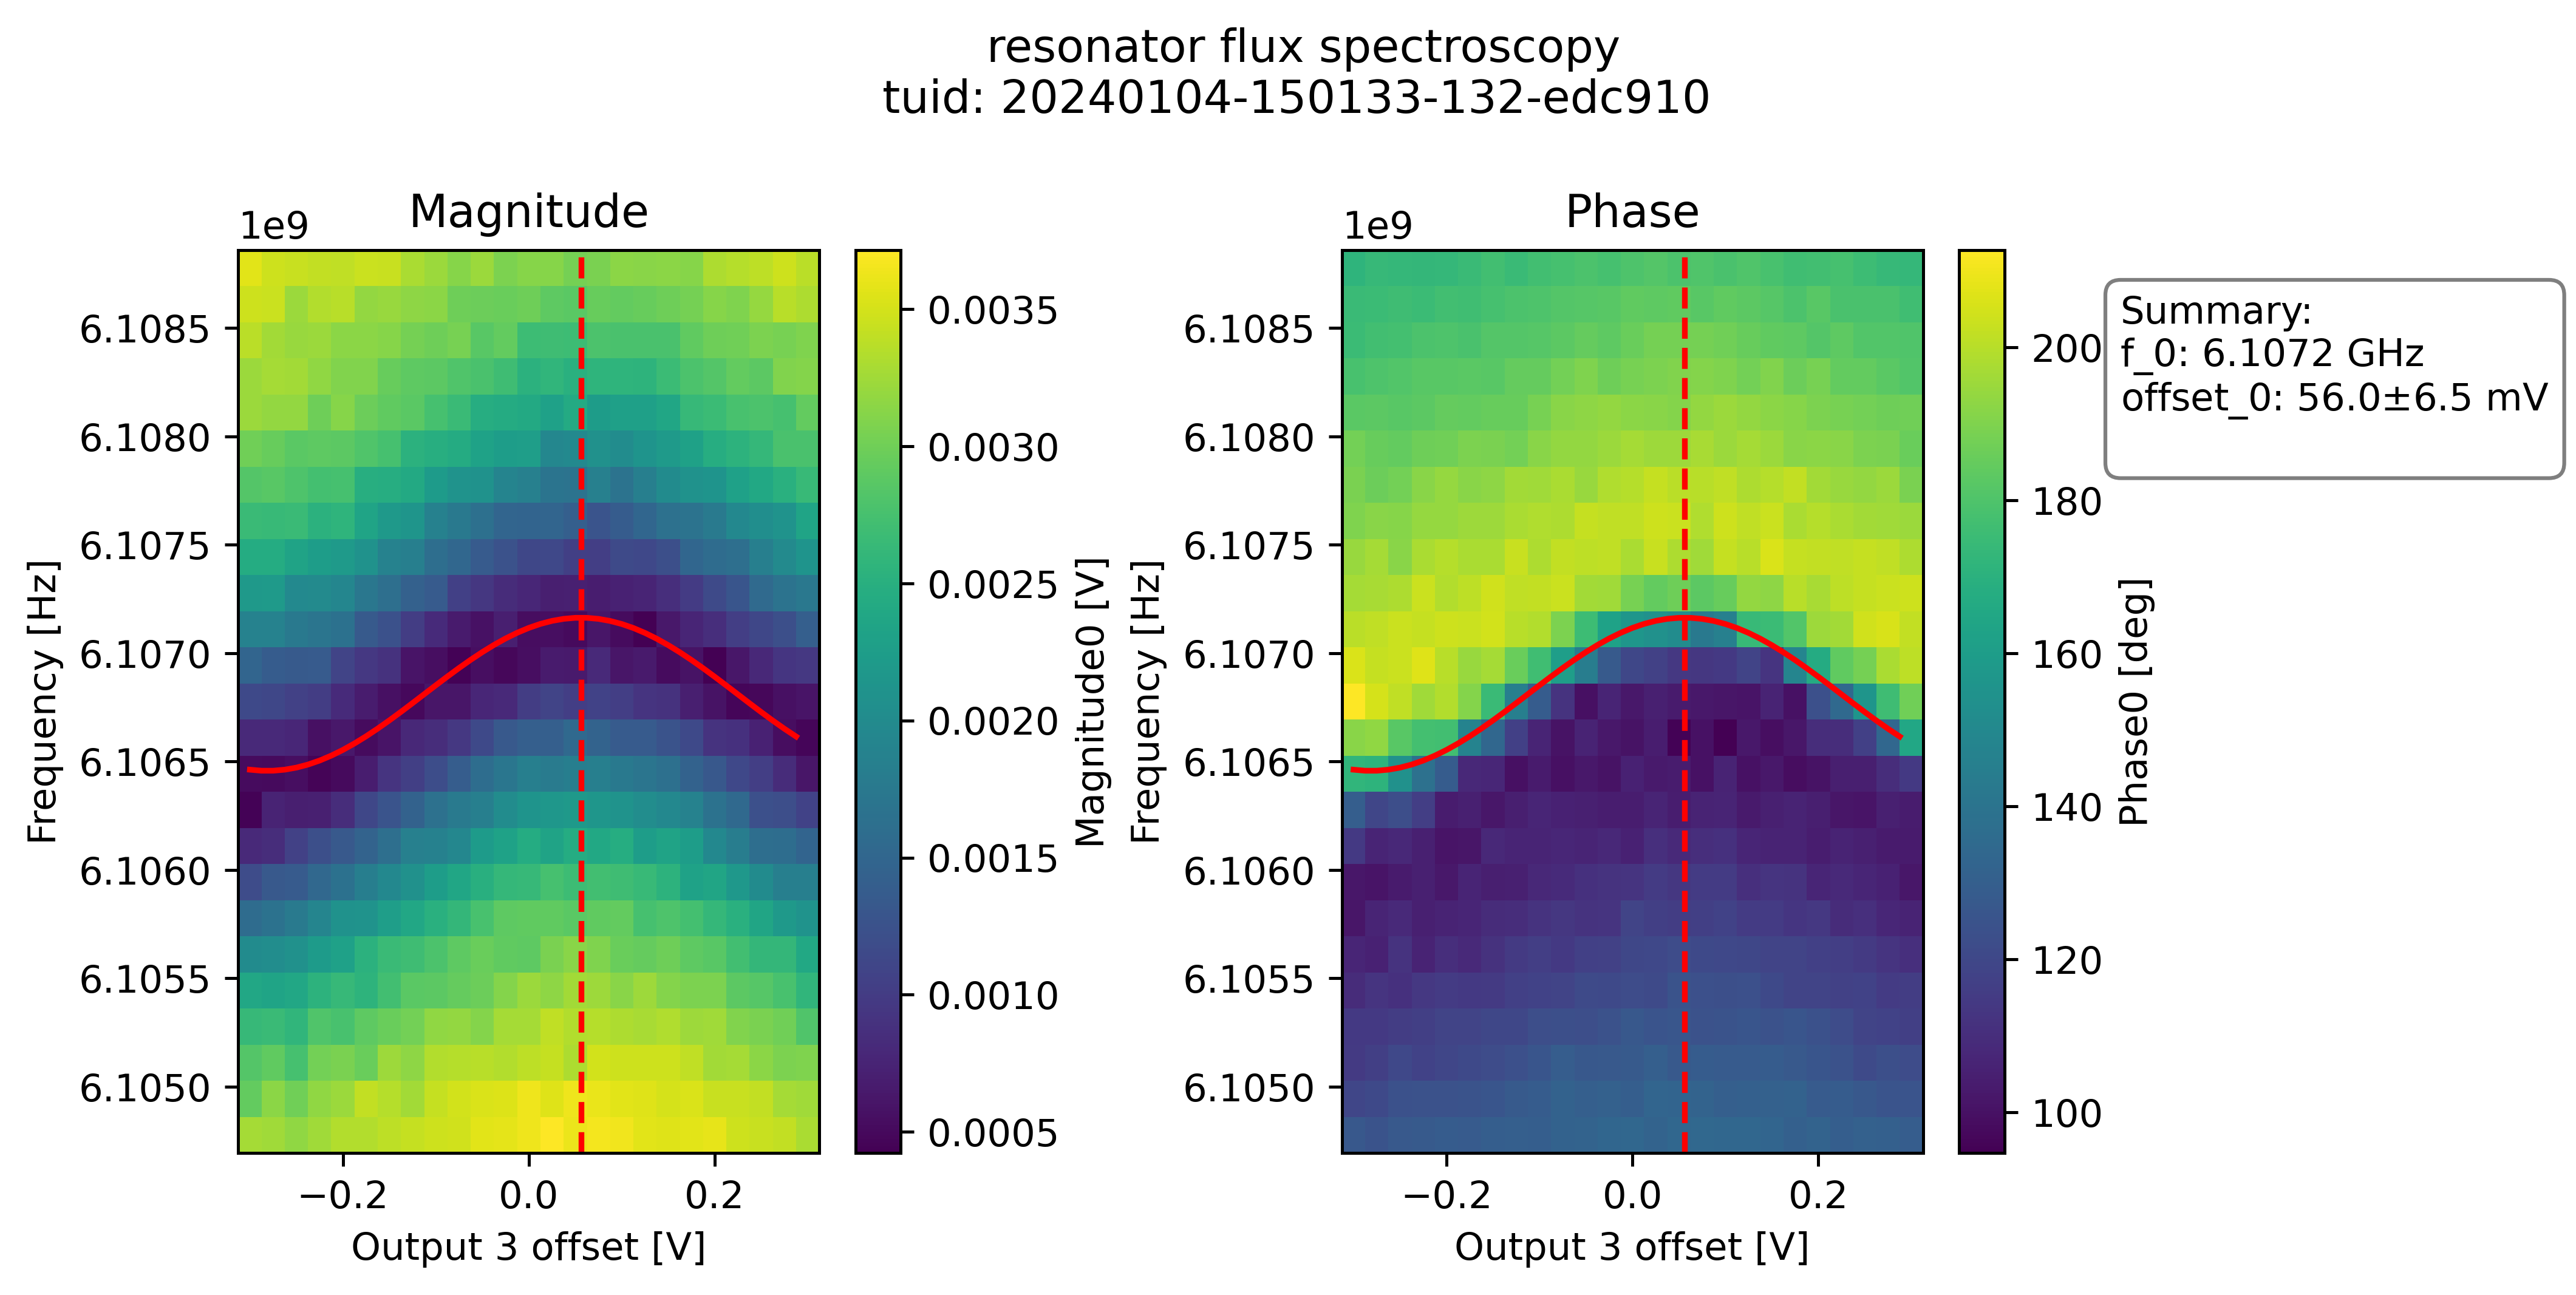 resonator flux spectroscopy
tuid: 20240104-150133-132-edc910
Magnitude
1e9
6.1085
6.1080
6.1075
6.1070
6.1065
6.1060
6.1055
6.1050
Frequency [Hz]
−0.2
0.0
0.2
Output 3 offset [V]
0.0035
0.0030
0.0025
0.0020
0.0015
0.0010
0.0005
Magnitude0 [V]
Phase
1e9
6.1085
6.1080
6.1075
6.1070
6.1065
6.1060
6.1055
6.1050
Frequency [Hz]
−0.2
0.0
0.2
Output 3 offset [V]
200
180
160
140
120
100
Phase0 [deg]
Summary:
f_0: 6.1072 GHz
offset_0: 56.0±6.5 mV